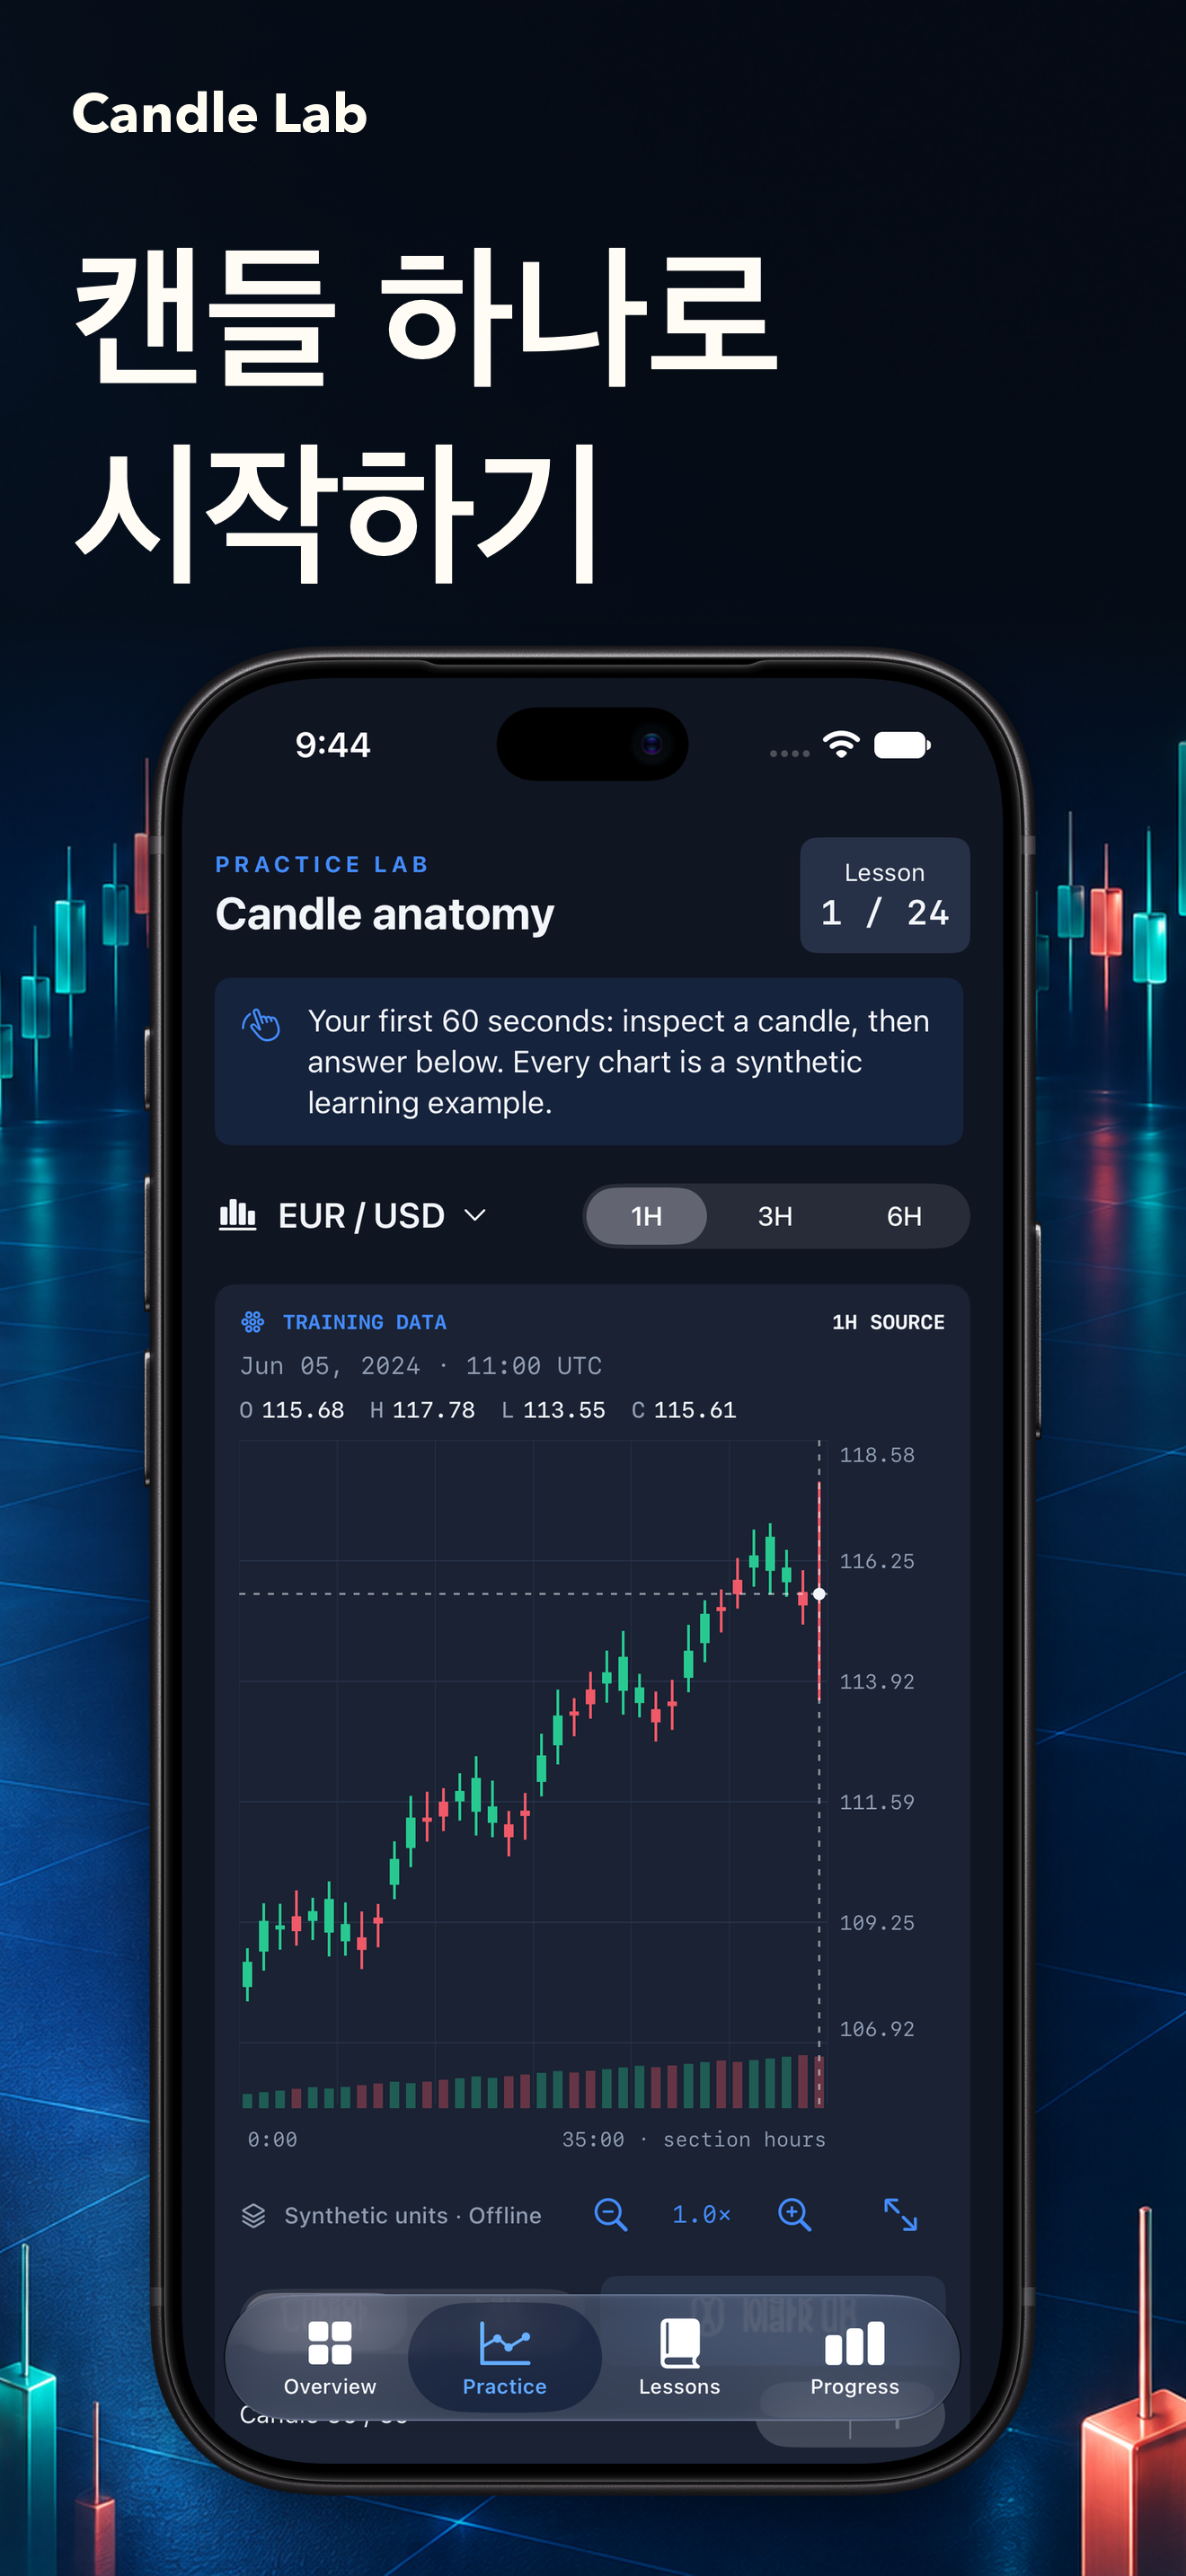 Candle Lab
캔들 하나로
시작하기
9:44
PRACTICE LAB
Candle anatomy
Lesson
1 / 24
Your first 60 seconds: inspect a candle, then
answer below. Every chart is a synthetic
learning example.
EUR / USD
1H 3H 6H
TRAINING DATA
1H SOURCE
Jun 05, 2024 · 11:00 UTC
O 115.68 H 117.78 L 113.55 C 115.61
118.58
116.25
113.92
111.59
109.25
106.92
0:00
35:00 · section hours
Synthetic units · Offline
1.0×
Overview
Practice
Lessons
Progress